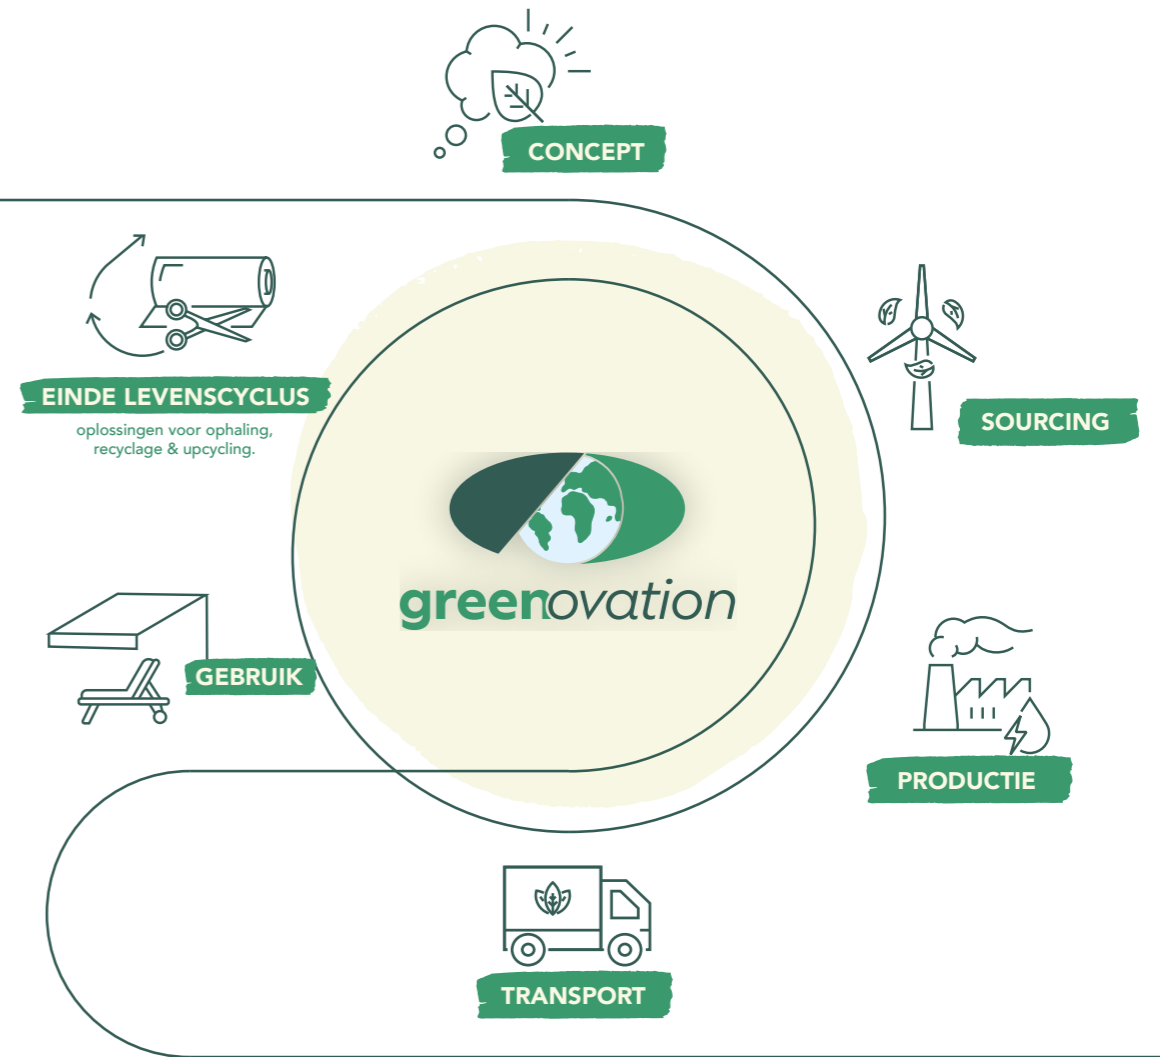 CONCEPT
SOURCING
PRODUCTIE
TRANSPORT
GEBRUIK
EINDE LEVENSCYCLUS
oplossingen voor ophaling,
recyclage & upcycling.
greenovation